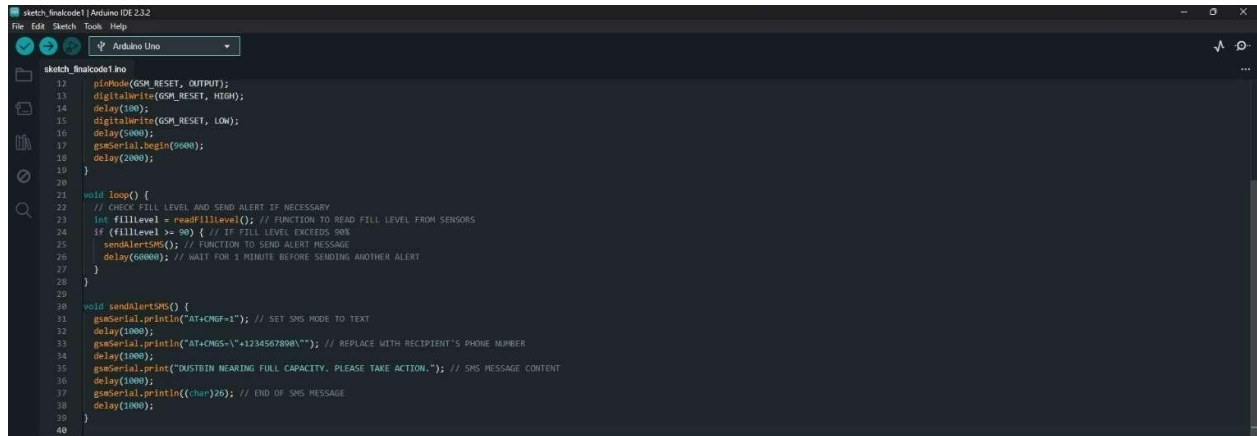 sketch_finalcode1 | Arduino IDE 2.3.2
File Edit Sketch Tools Help
Arduino Uno
sketch_finalcode1.ino
12 pinMode(GSM_RESET, OUTPUT);
13 digitalWrite(GSM_RESET, HIGH);
14 delay(100);
15 digitalWrite(GSM_RESET, LOW);
16 delay(5000);
17 gsmSerial.begin(9600);
18 delay(2000);
19 }
20
21 void loop() {
22 // CHECK FILL LEVEL AND SEND ALERT IF NECESSARY
23 int fillLevel = readFillLevel(); // FUNCTION TO READ FILL LEVEL FROM SENSORS
24 if (fillLevel >= 90) { // IF FILL LEVEL EXCEEDS 90%
25 sendAlertSMS(); // FUNCTION TO SEND ALERT MESSAGE
26 delay(60000); // WAIT FOR 1 MINUTE BEFORE SENDING ANOTHER ALERT
27 }
28 }
29
30 void sendAlertSMS() {
31 gsmSerial.println("AT+CMGF=1"); // SET SMS MODE TO TEXT
32 delay(1000);
33 gsmSerial.println("AT+CMGS=\"+1234567890\""); // REPLACE WITH RECIPIENT'S PHONE NUMBER
34 delay(1000);
35 gsmSerial.print("DUSTBIN NEARING FULL CAPACITY. PLEASE TAKE ACTION."); // SMS MESSAGE CONTENT
36 delay(1000);
37 gsmSerial.println((char)26); // END OF SMS MESSAGE
38 delay(1000);
39 }
40